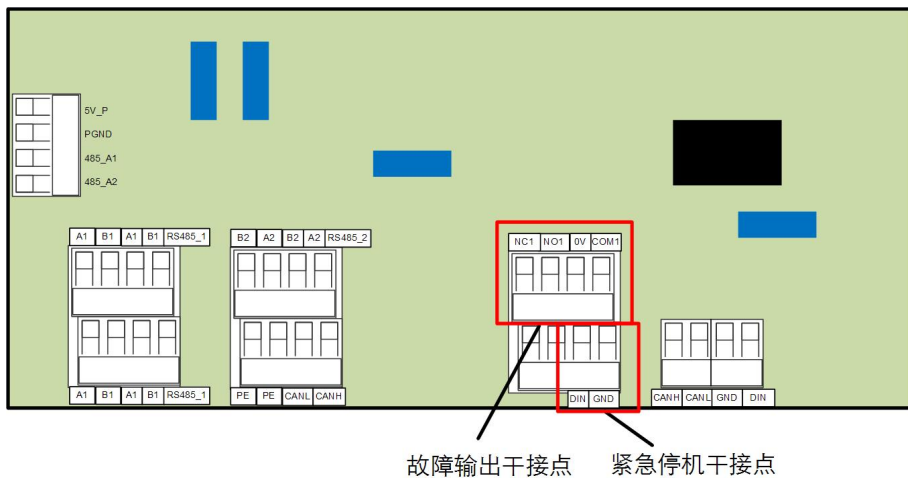 5V_P
PGND
485_A1
485_A2
A1 B1 A1 B1 RS485_1
B2 A2 B2 A2 RS485_2
NC1 NO1 0V COM1
A1 B1 A1 B1 RS485_1
PE PE CANL CANH
DIN GND
CANH CANL GND DIN
故障输出干接点
紧急停机干接点